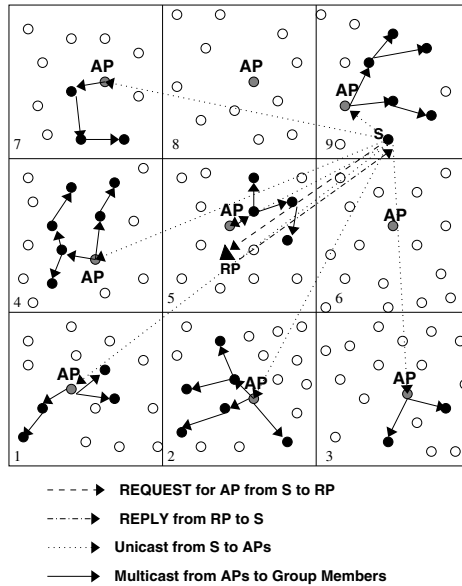 AP
AP
AP
7
8
S
9
AP
AP
AP
RP
4
5
6
AP
AP
AP
1
2
3
REQUEST for AP from S to RP
REPLY from RP to S
Unicast from S to APs
Multicast from APs to Group Members